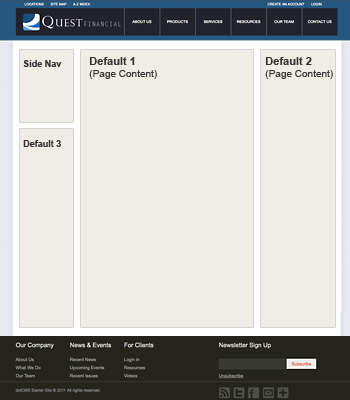 LOCATIONS SITE MAP A-Z INDEX CREATE AN ACCOUNT LOGIN
QUEST FINANCIAL ABOUT US PRODUCTS SERVICES RESOURCES OUR TEAM CONTACT US
Side Nav
Default 1
(Page Content)
Default 2
(Page Content)
Default 3
Our Company News & Events For Clients Newsletter Sign Up
About Us Recent News Login in
What We Do Upcoming Events Resources Subscribe
Our Team Recent Issues Videos Unsubscribe
dotCMS Starter Site © 2011 All rights reserved.